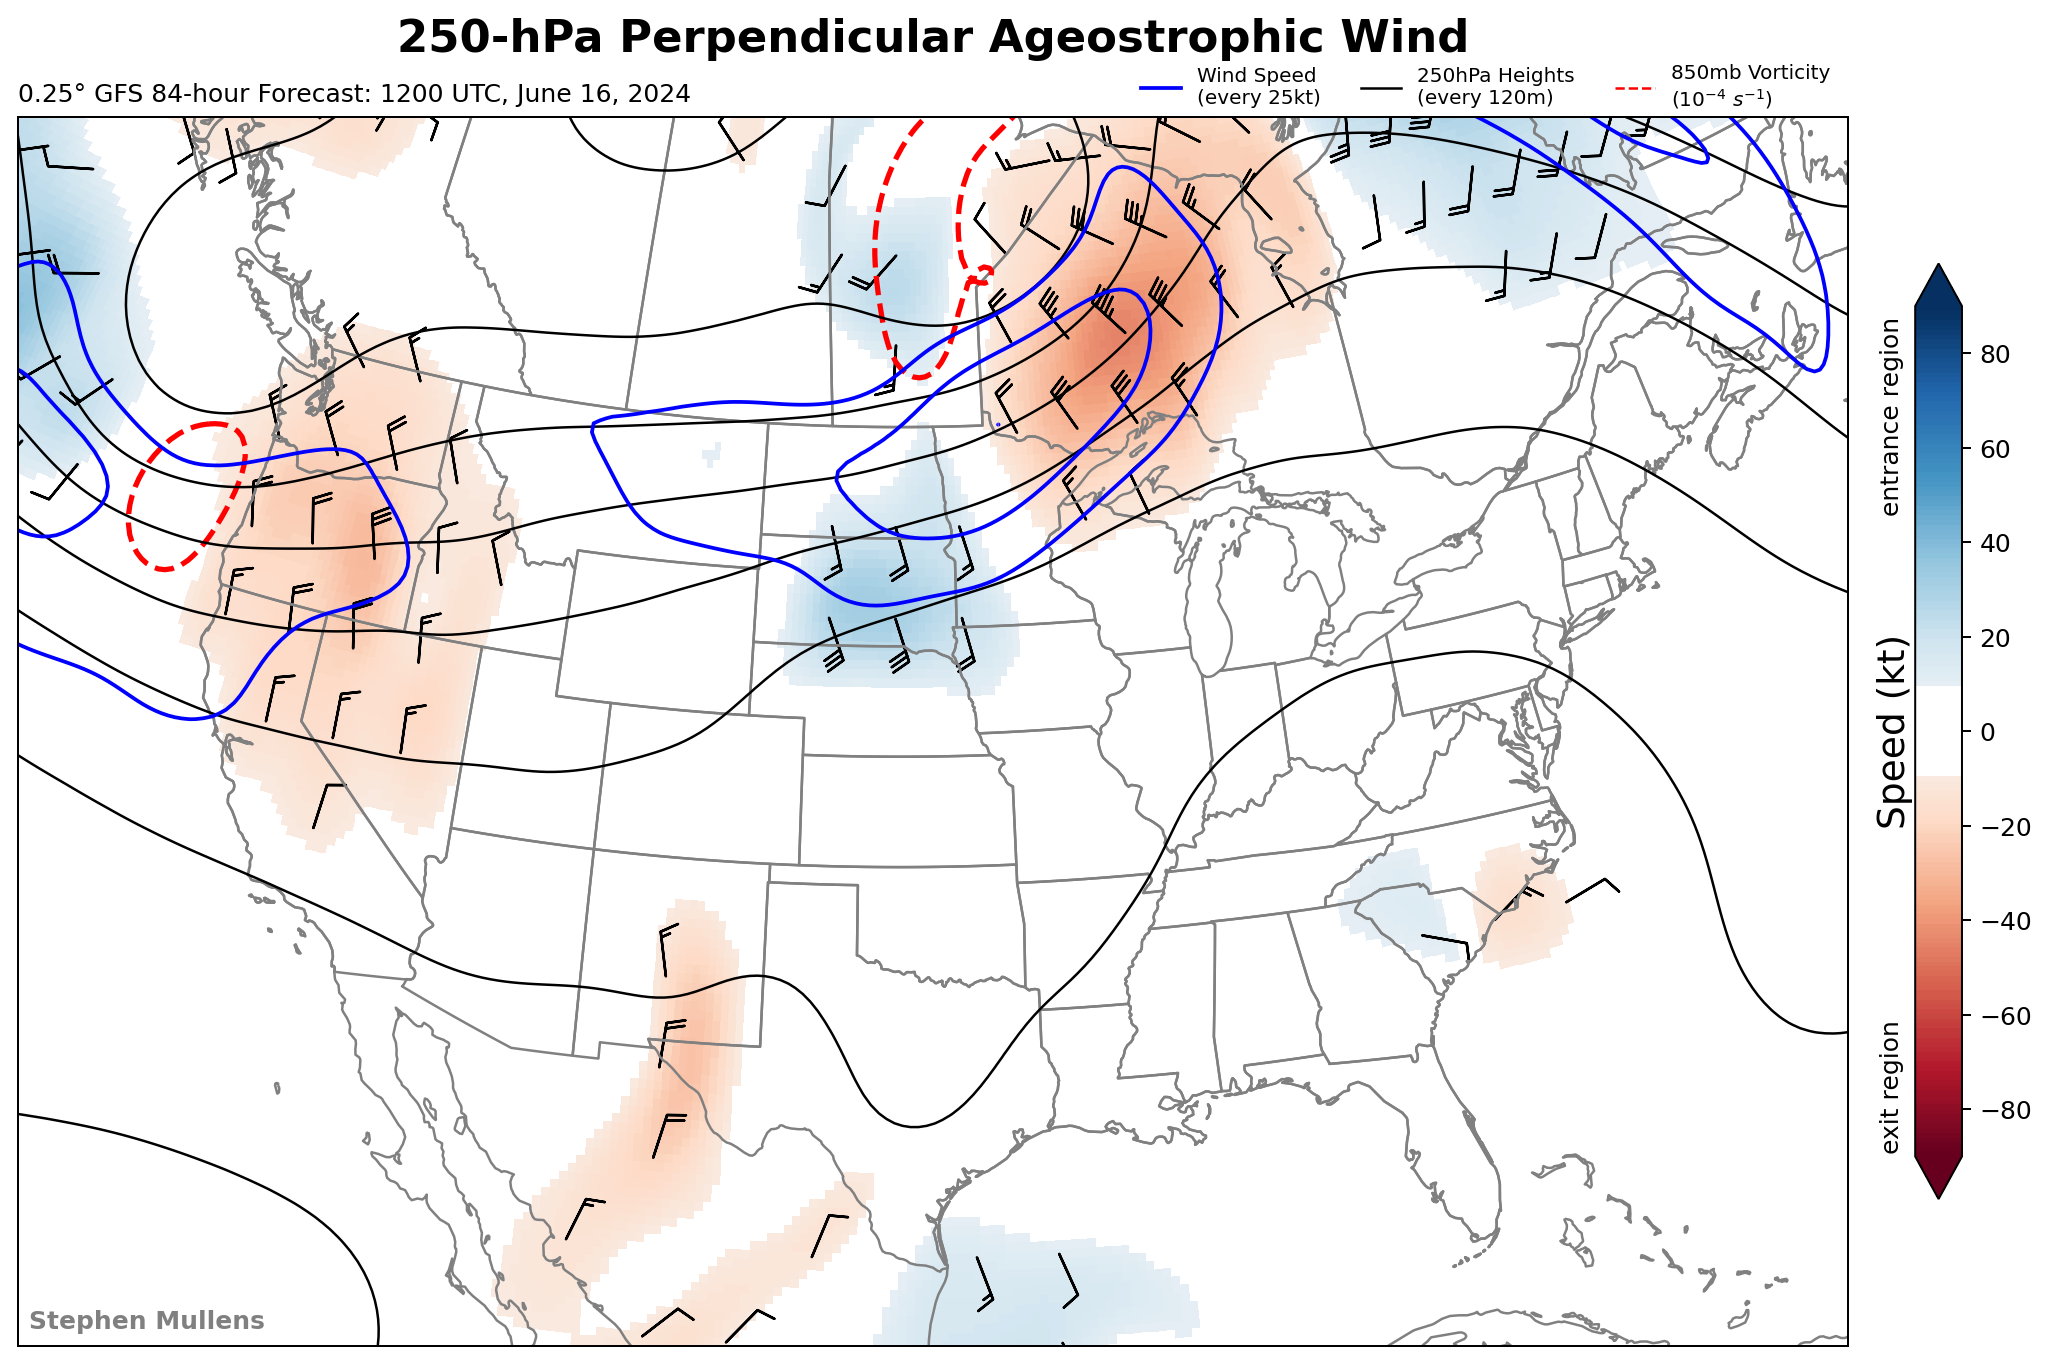 250-hPa Perpendicular Ageostrophic Wind
0.25° GFS 84-hour Forecast: 1200 UTC, June 16, 2024
Wind Speed
(every 25kt)
250hPa Heights
(every 120m)
850mb Vorticity
(10⁻⁴ s⁻¹)
entrance region
Speed (kt)
exit region
80
60
40
20
0
−20
−40
−60
−80
Stephen Mullens